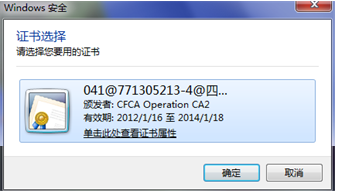 Windows 安全
证书选择
请选择您要用的证书
041@771305213-4@四...
颁发者: CFCA Operation CA2
有效期: 2012/1/16 至 2014/1/18
单击此处查看证书属性
确定
取消